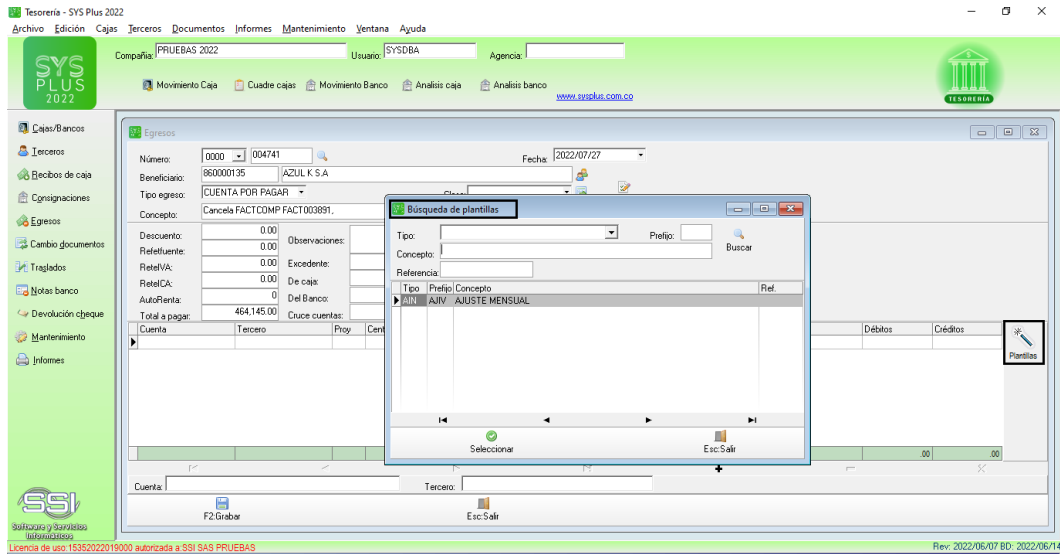 Tesorería - SYS Plus 2022
Archivo Edición Cajas Terceros Documentos Informes Mantenimiento Ventana Ayuda
SYS
PLUS
2022
Compañia: PRUEBAS 2022 Usuario: SYSDBA Agencia:
Movimiento Caja Cuadre cajas Movimiento Banco Analisis caja Analisis banco
www.sysplus.com.co
TESORERÍA
Cajas/Bancos
Terceros
Recibos de caja
Consignaciones
Egresos
Cambio documentos
Traslados
Notas banco
Devolución cheque
Mantenimiento
Informes
Egresos
Número: 0000 004741 Fecha: 2022/07/27
Beneficiario: 860000135 AZUL K S.A
Tipo egreso: CUENTA POR PAGAR
Concepto: Cancela FACTCOMP FACT003891,
Descuento: 0.00 Observaciones:
Retefuente: 0.00
ReteIVA: 0.00 Excedente:
ReteICA: 0.00 De caja:
AutoRenta: 0 Del Banco:
Total a pagar: 464,145.00 Cruce cuentas:
Cuenta Tercero Proy Cent Débitos Créditos
Plantillas
.00 .00
Cuenta: Tercero:
F2:Grabar Esc:Salir
Búsqueda de plantillas
Tipo: Prefijo: Buscar
Concepto:
Referencia:
Tipo Prefijo Concepto Ref.
AIN AJIV AJUSTE MENSUAL
Seleccionar Esc:Salir
SSI
Software y Servicios
Informáticos
Licencia de uso:15352022019000 autorizada a:SSI SAS PRUEBAS
Rev: 2022/06/07 BD: 2022/06/14